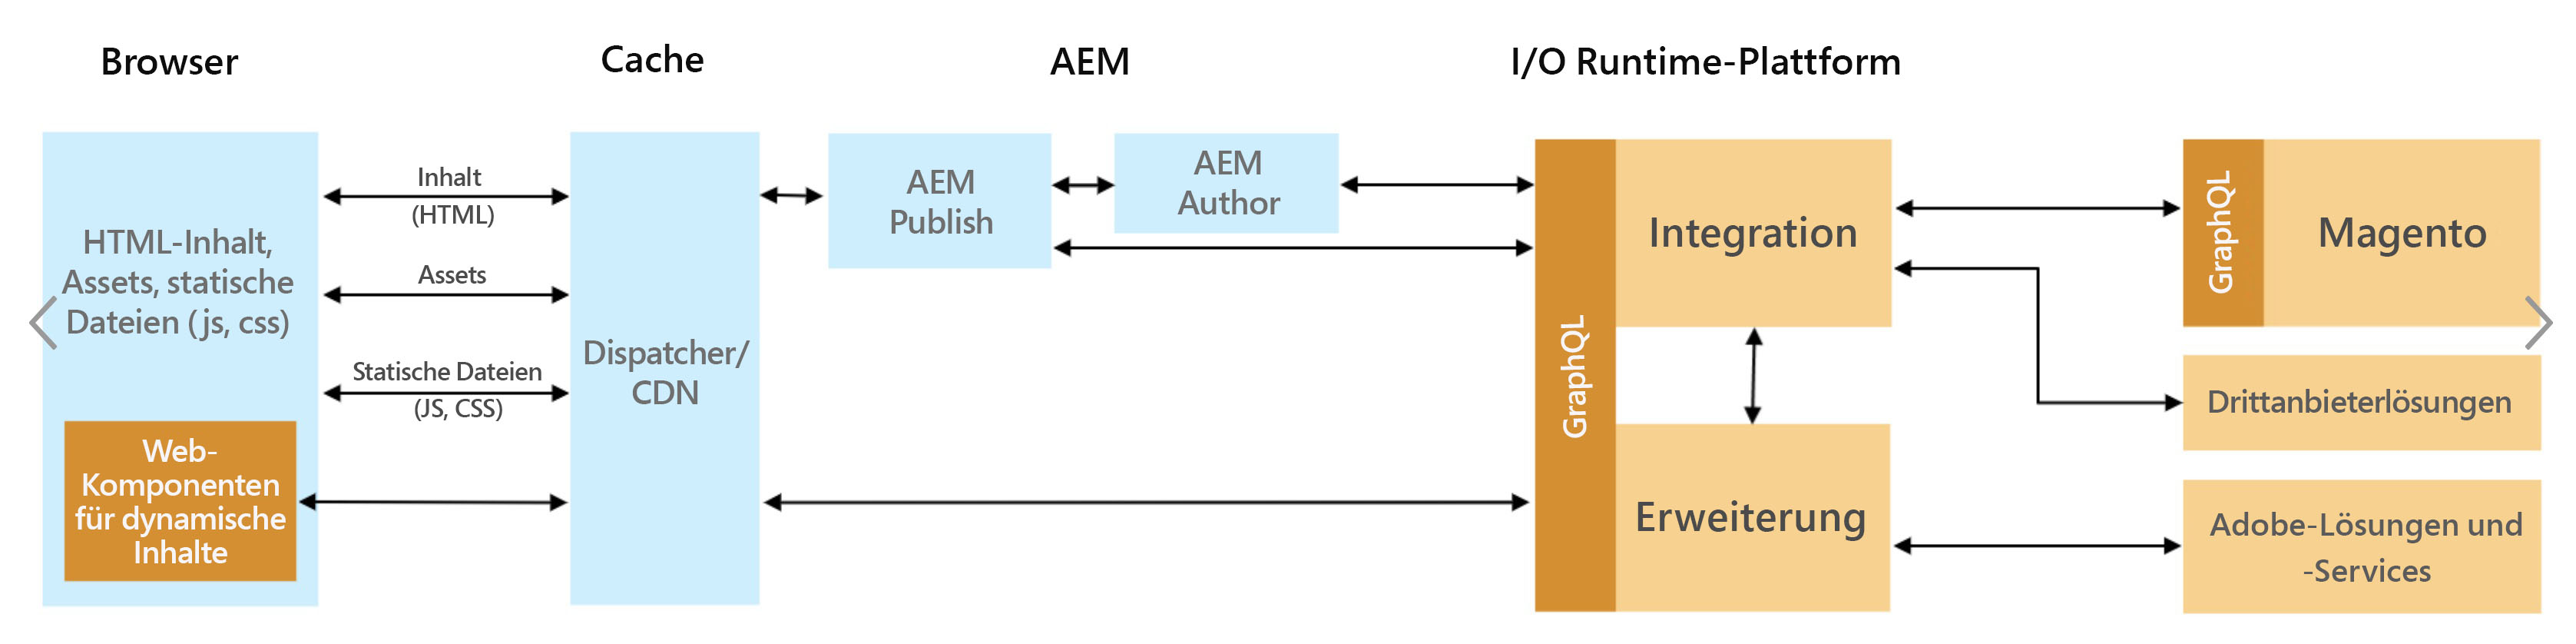 Browser
Cache
AEM
I/O Runtime-Plattform
HTML-Inhalt,
Assets, statische
Dateien (js, css)
Web-
Komponenten
für dynamische
Inhalte
Inhalt
(HTML)
Assets
Statische Dateien
(JS, CSS)
Dispatcher/
CDN
AEM
Publish
AEM
Author
GraphQL
Integration
Erweiterung
GraphQL
Magento
Drittanbieterlösungen
Adobe-Lösungen und
-Services